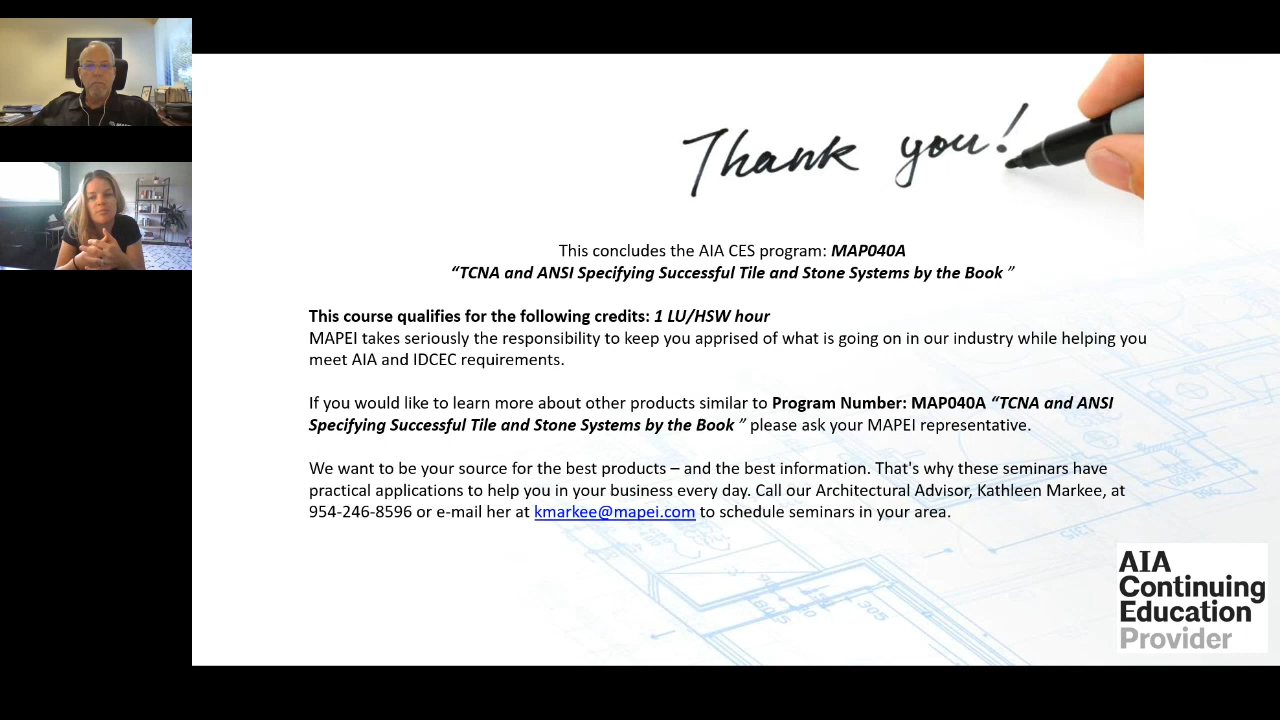 Thank you!
This concludes the AIA CES program: MAP040A
“TCNA and ANSI Specifying Successful Tile and Stone Systems by the Book ”
This course qualifies for the following credits: 1 LU/HSW hour
MAPEI takes seriously the responsibility to keep you apprised of what is going on in our industry while helping you
meet AIA and IDCEC requirements.
If you would like to learn more about other products similar to Program Number: MAP040A “TCNA and ANSI
Specifying Successful Tile and Stone Systems by the Book ” please ask your MAPEI representative.
We want to be your source for the best products – and the best information. That's why these seminars have
practical applications to help you in your business every day. Call our Architectural Advisor, Kathleen Markee, at
954-246-8596 or e-mail her at kmarkee@mapei.com to schedule seminars in your area.
1315
305
AIA
Continuing
Education
Provider